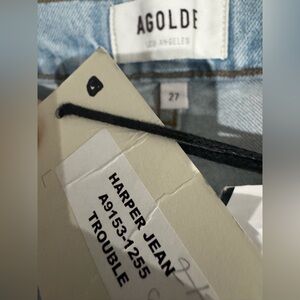 AGOLDE
LOS ANGELES
27
HARPER JEAN
A9153-1255
TROUBLE